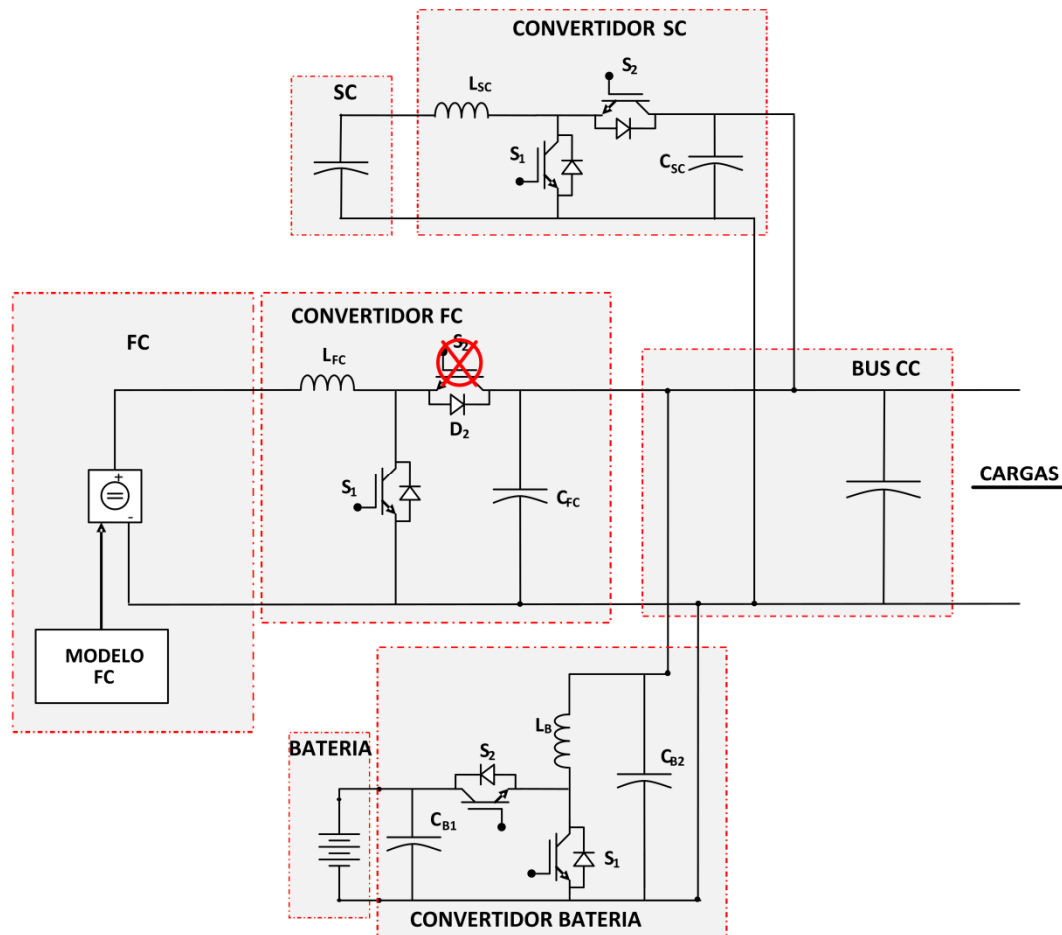 CONVERTIDOR SC
S2
LSC
SC
S1
CSC
CONVERTIDOR FC
FC
S2
LFC
BUS CC
D2
+
S1
CFC
CARGAS
-
MODELO
FC
LB
BATERIA
S2
CB2
CB1
S1
CONVERTIDOR BATERIA